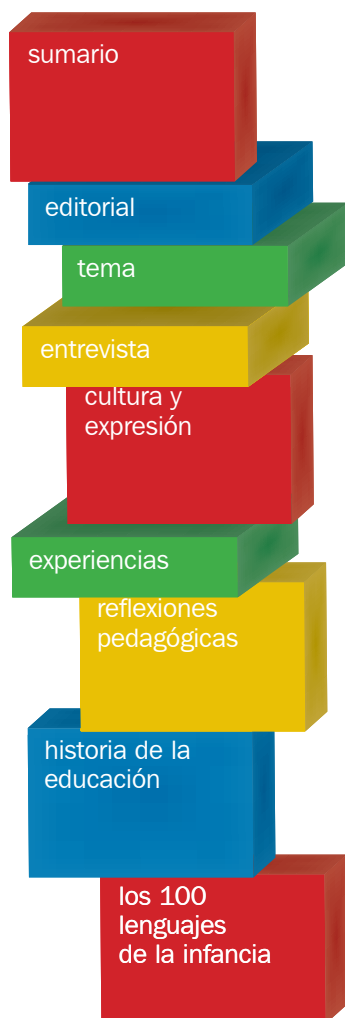 sumario
editorial
tema
entrevista
cultura y
expresión
experiencias
reflexiones
pedagógicas
historia de la
educación
los 100
lenguajes
de la infancia